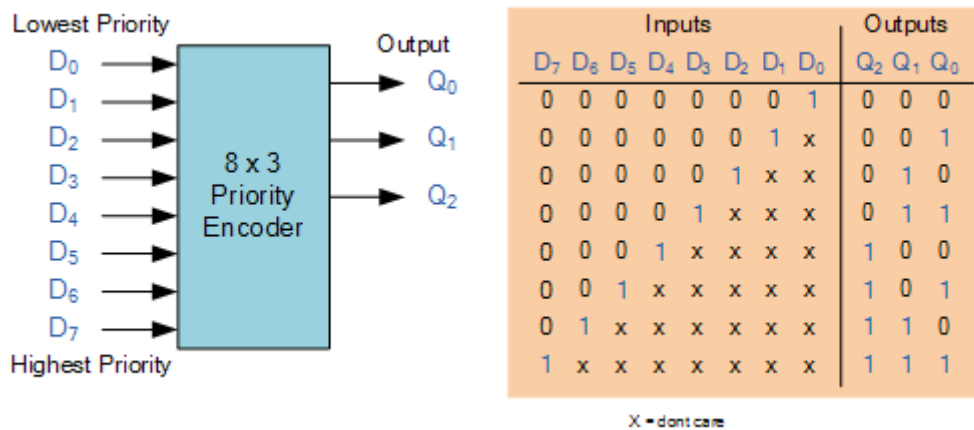 Lowest Priority
D₀
D₁
D₂
D₃
D₄
D₅
D₆
D₇
Highest Priority
8 x 3
Priority
Encoder
Output
Q₀
Q₁
Q₂
Inputs Outputs
D₇ D₆ D₅ D₄ D₃ D₂ D₁ D₀ Q₂ Q₁ Q₀
0 0 0 0 0 0 0 1 0 0 0
0 0 0 0 0 0 1 x 0 0 1
0 0 0 0 0 1 x x 0 1 0
0 0 0 0 1 x x x 0 1 1
0 0 0 1 x x x x 1 0 0
0 0 1 x x x x x 1 0 1
0 1 x x x x x x 1 1 0
1 x x x x x x x 1 1 1
X = dont care